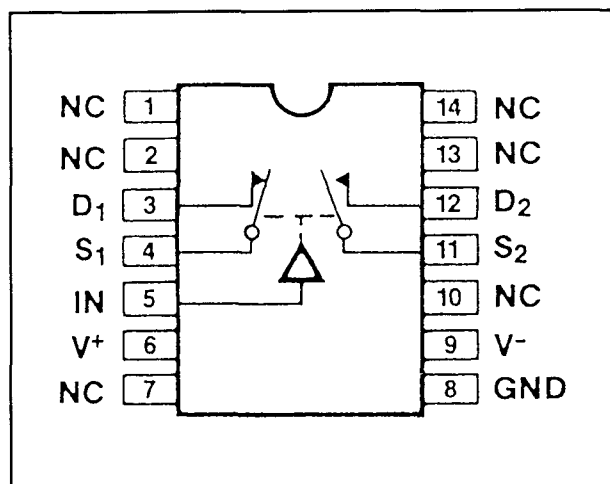 NC 1 14 NC
NC 2 13 NC
D1 3 12 D2
S1 4 11 S2
IN 5 10 NC
V+ 6 9 V-
NC 7 8 GND